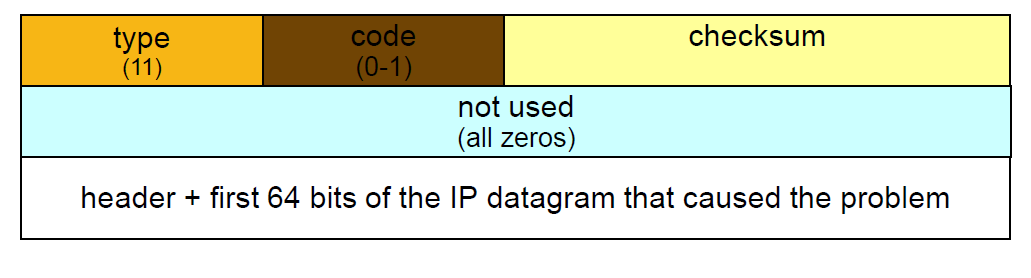 type
(11)
code
(0-1)
checksum
not used
(all zeros)
header + first 64 bits of the IP datagram that caused the problem